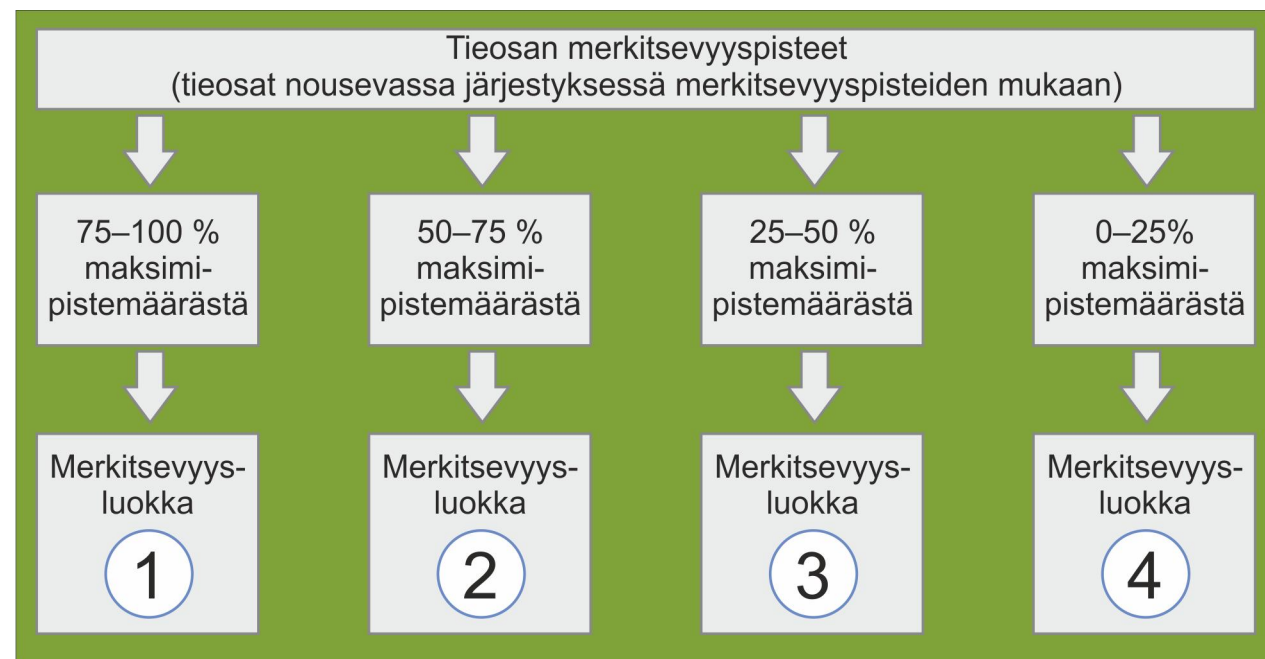 Tieosan merkitsevyyspisteet
(tieosat nousevassa järjestyksessä merkitsevyyspisteiden mukaan)
75–100 %
maksimi-
pistemäärästä
50–75 %
maksimi-
pistemäärästä
25–50 %
maksimi-
pistemäärästä
0–25%
maksimi-
pistemäärästä
Merkitsevyys-
luokka
1
Merkitsevyys-
luokka
2
Merkitsevyys-
luokka
3
Merkitsevyys-
luokka
4